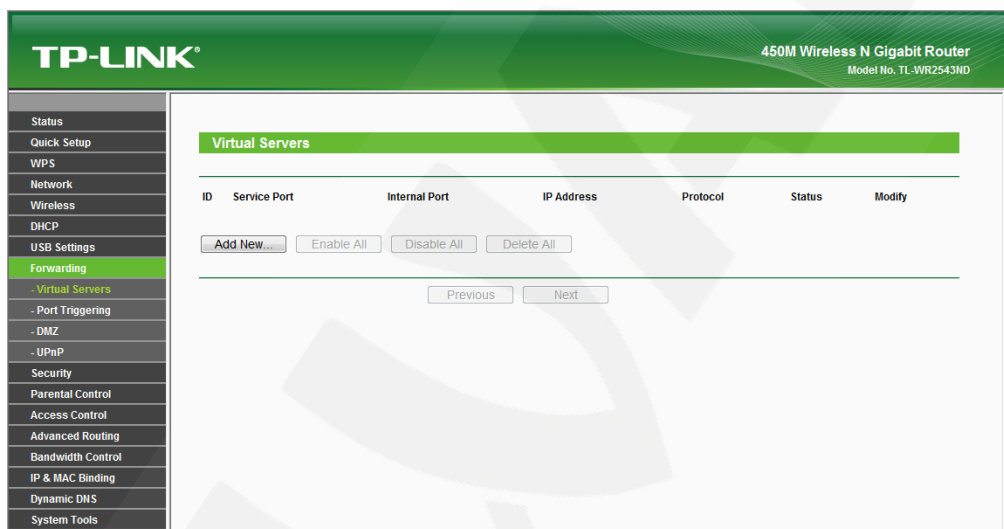 TP-LINK®
450M Wireless N Gigabit Router
Model No. TL-WR2543ND
Status
Quick Setup
WPS
Network
Wireless
DHCP
USB Settings
Forwarding
- Virtual Servers
- Port Triggering
- DMZ
- UPnP
Security
Parental Control
Access Control
Advanced Routing
Bandwidth Control
IP & MAC Binding
Dynamic DNS
System Tools
Virtual Servers
ID Service Port Internal Port IP Address Protocol Status Modify
Add New... Enable All Disable All Delete All
Previous Next